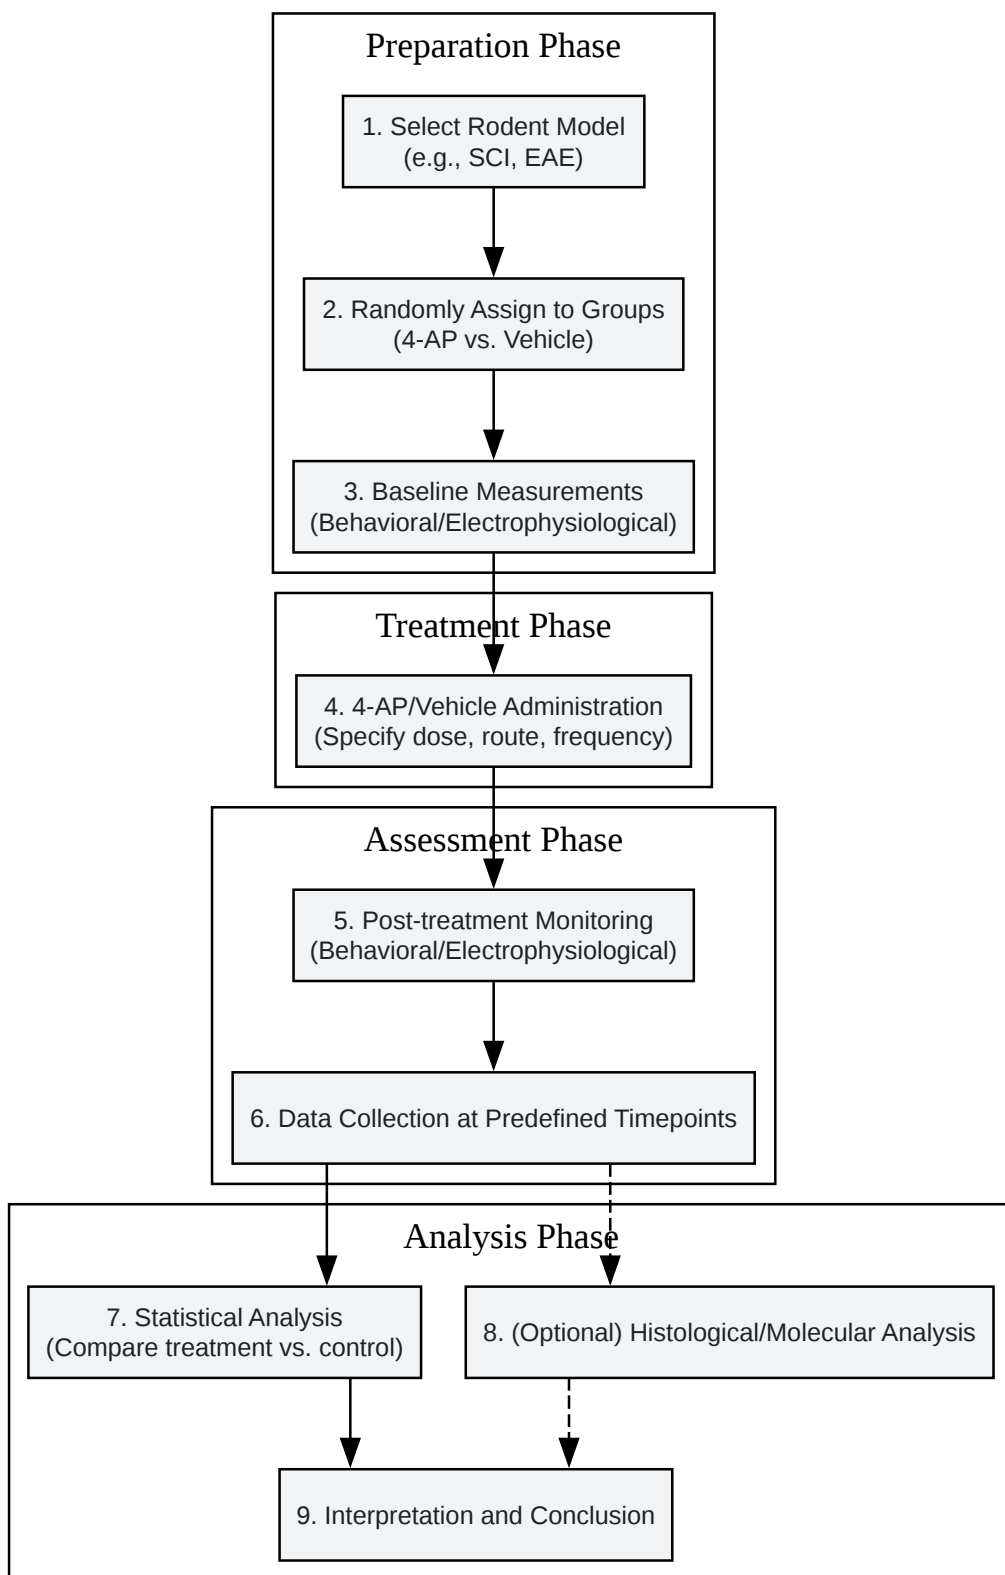 Preparation Phase
1. Select Rodent Model
(e.g., SCI, EAE)
2. Randomly Assign to Groups
(4-AP vs. Vehicle)
3. Baseline Measurements
(Behavioral/Electrophysiological)
Treatment Phase
4. 4-AP/Vehicle Administration
(Specify dose, route, frequency)
Assessment Phase
5. Post-treatment Monitoring
(Behavioral/Electrophysiological)
6. Data Collection at Predefined Timepoints
Analysis Phase
7. Statistical Analysis
(Compare treatment vs. control)
8. (Optional) Histological/Molecular Analysis
9. Interpretation and Conclusion